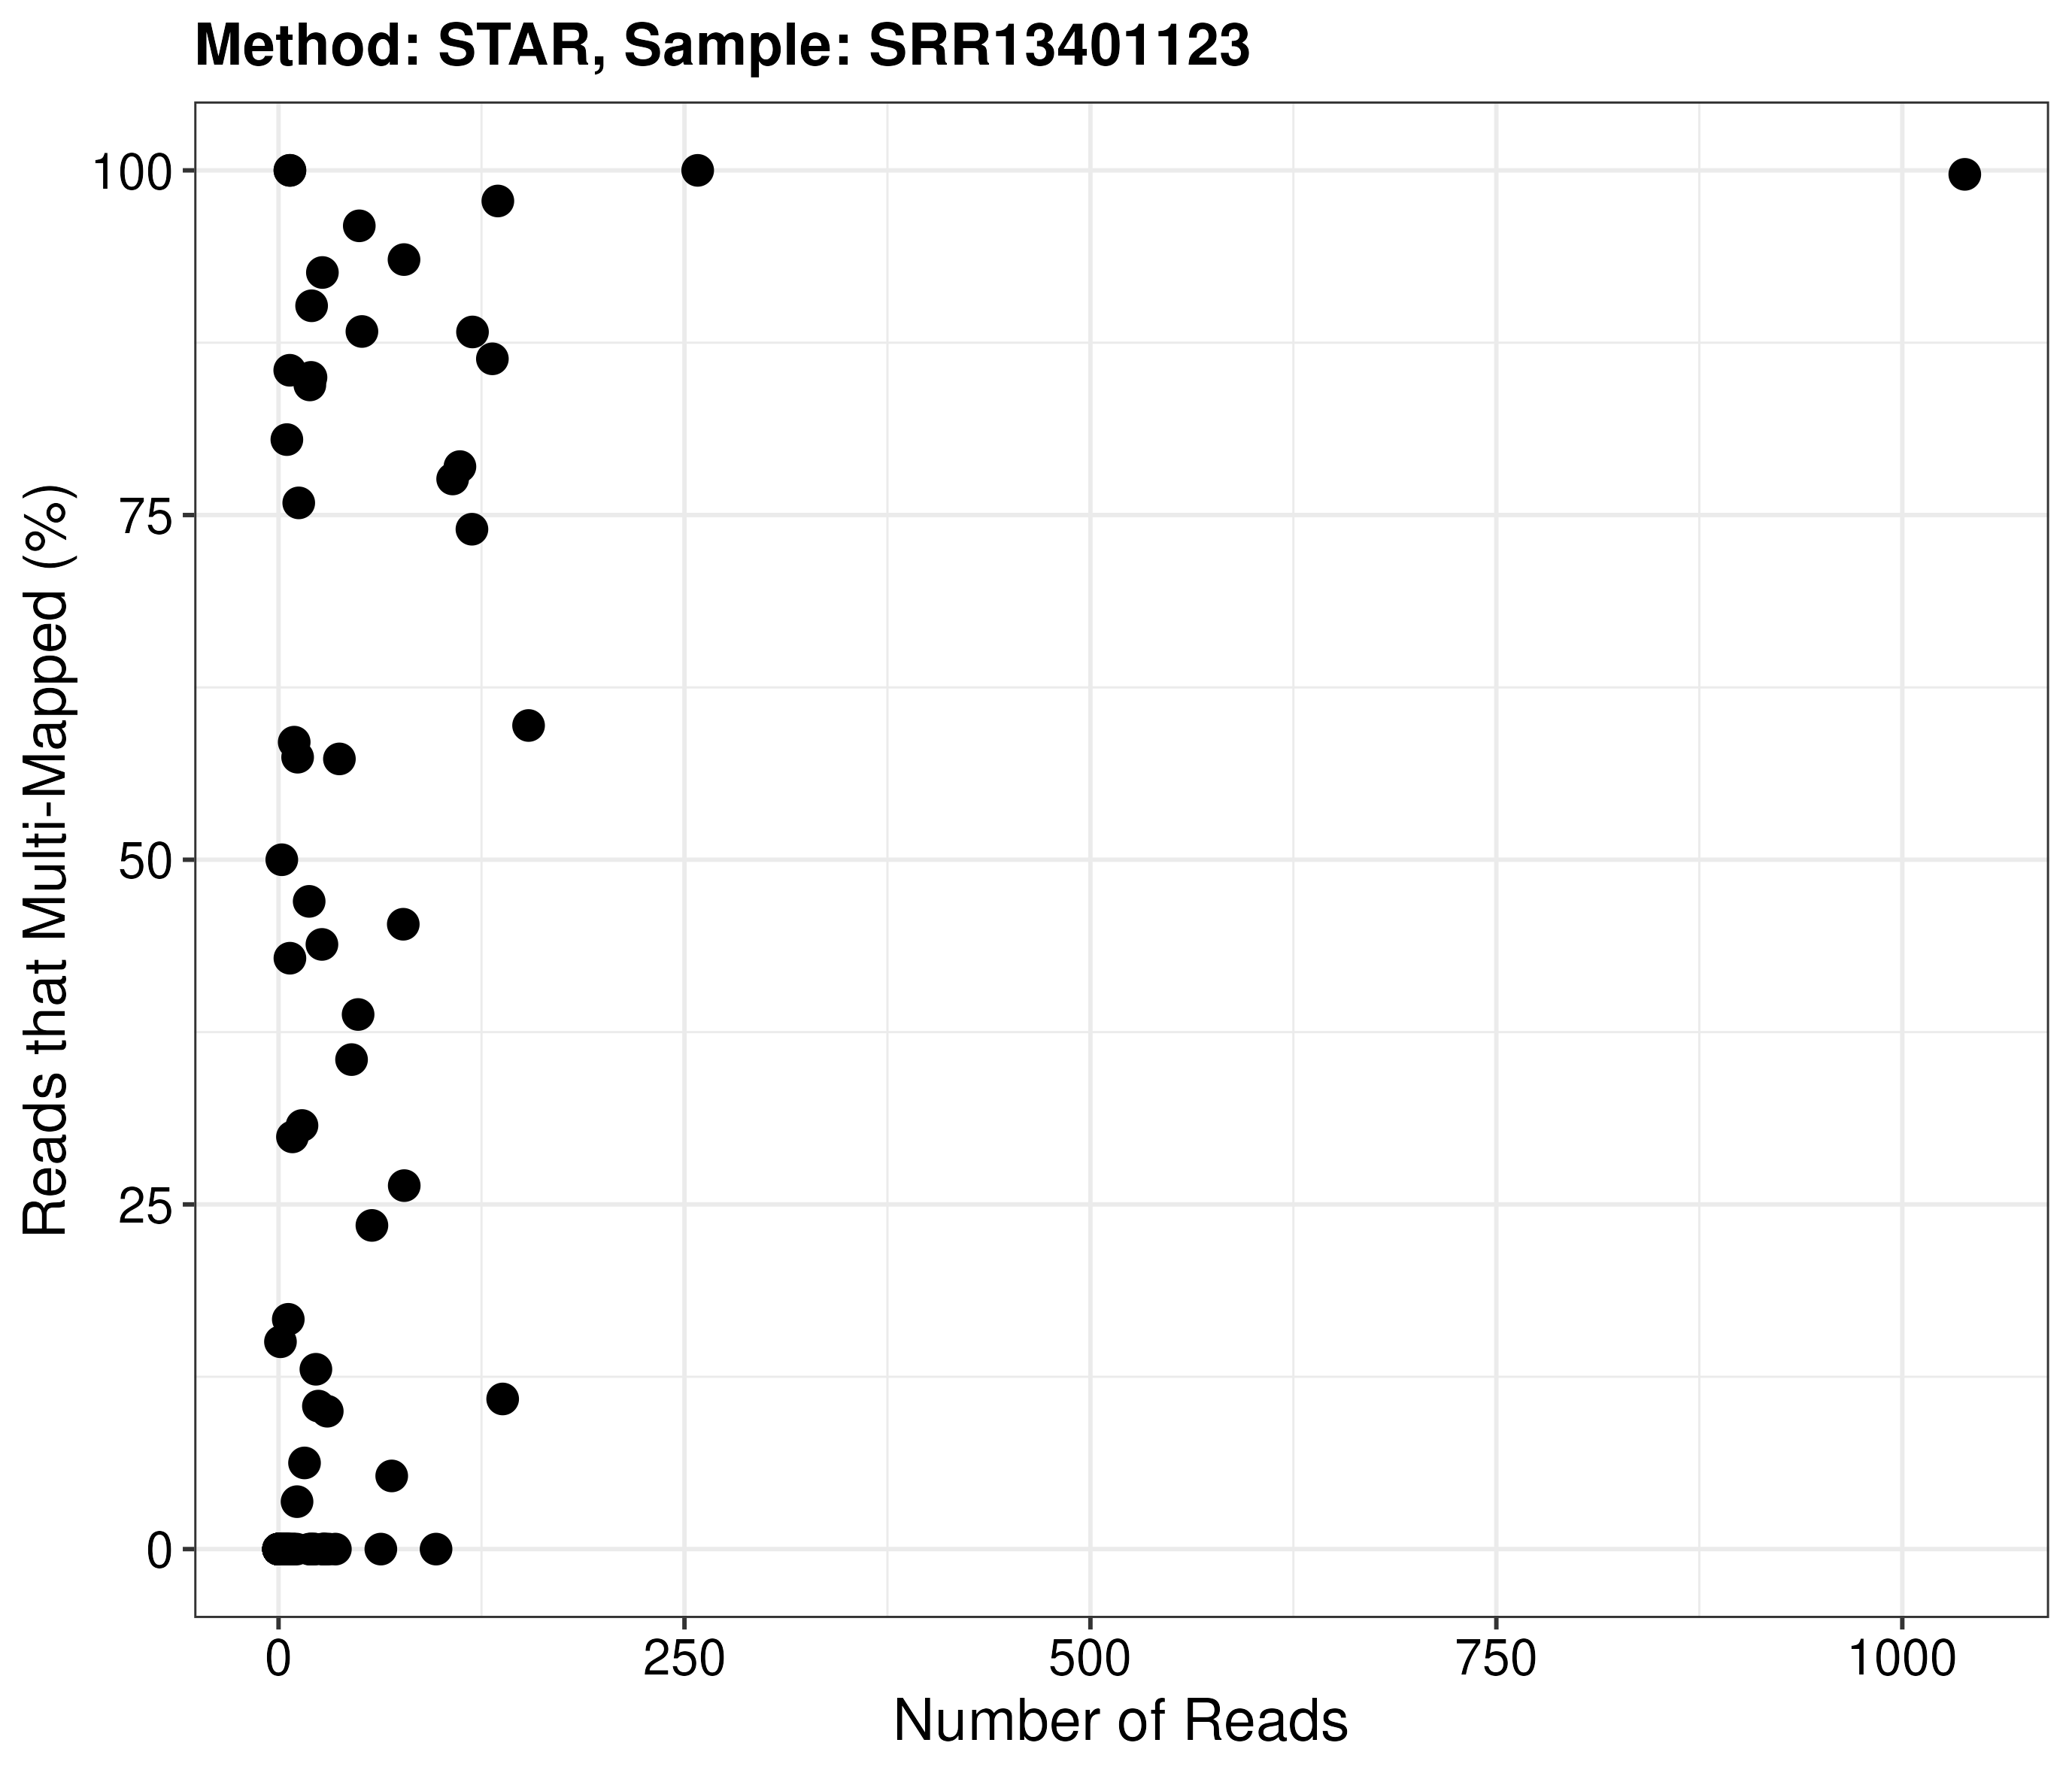 Method: STAR, Sample: SRR13401123
Reads that Multi-Mapped (%)
100
75
50
25
0
0 250 500 750 1000
Number of Reads